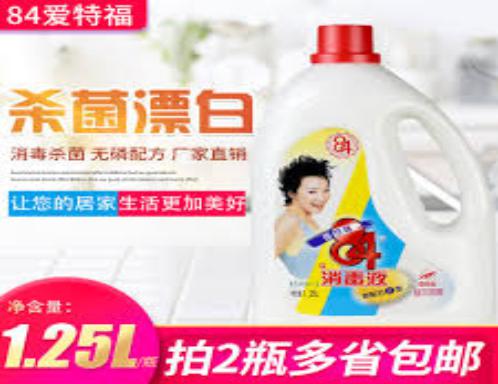 84爱特福
杀菌漂白
消毒杀菌 无磷配方 厂家直销
让您的居家 生活更加美好
84
84
消毒液
净含量：
1.25L/瓶
拍2瓶多省包邮